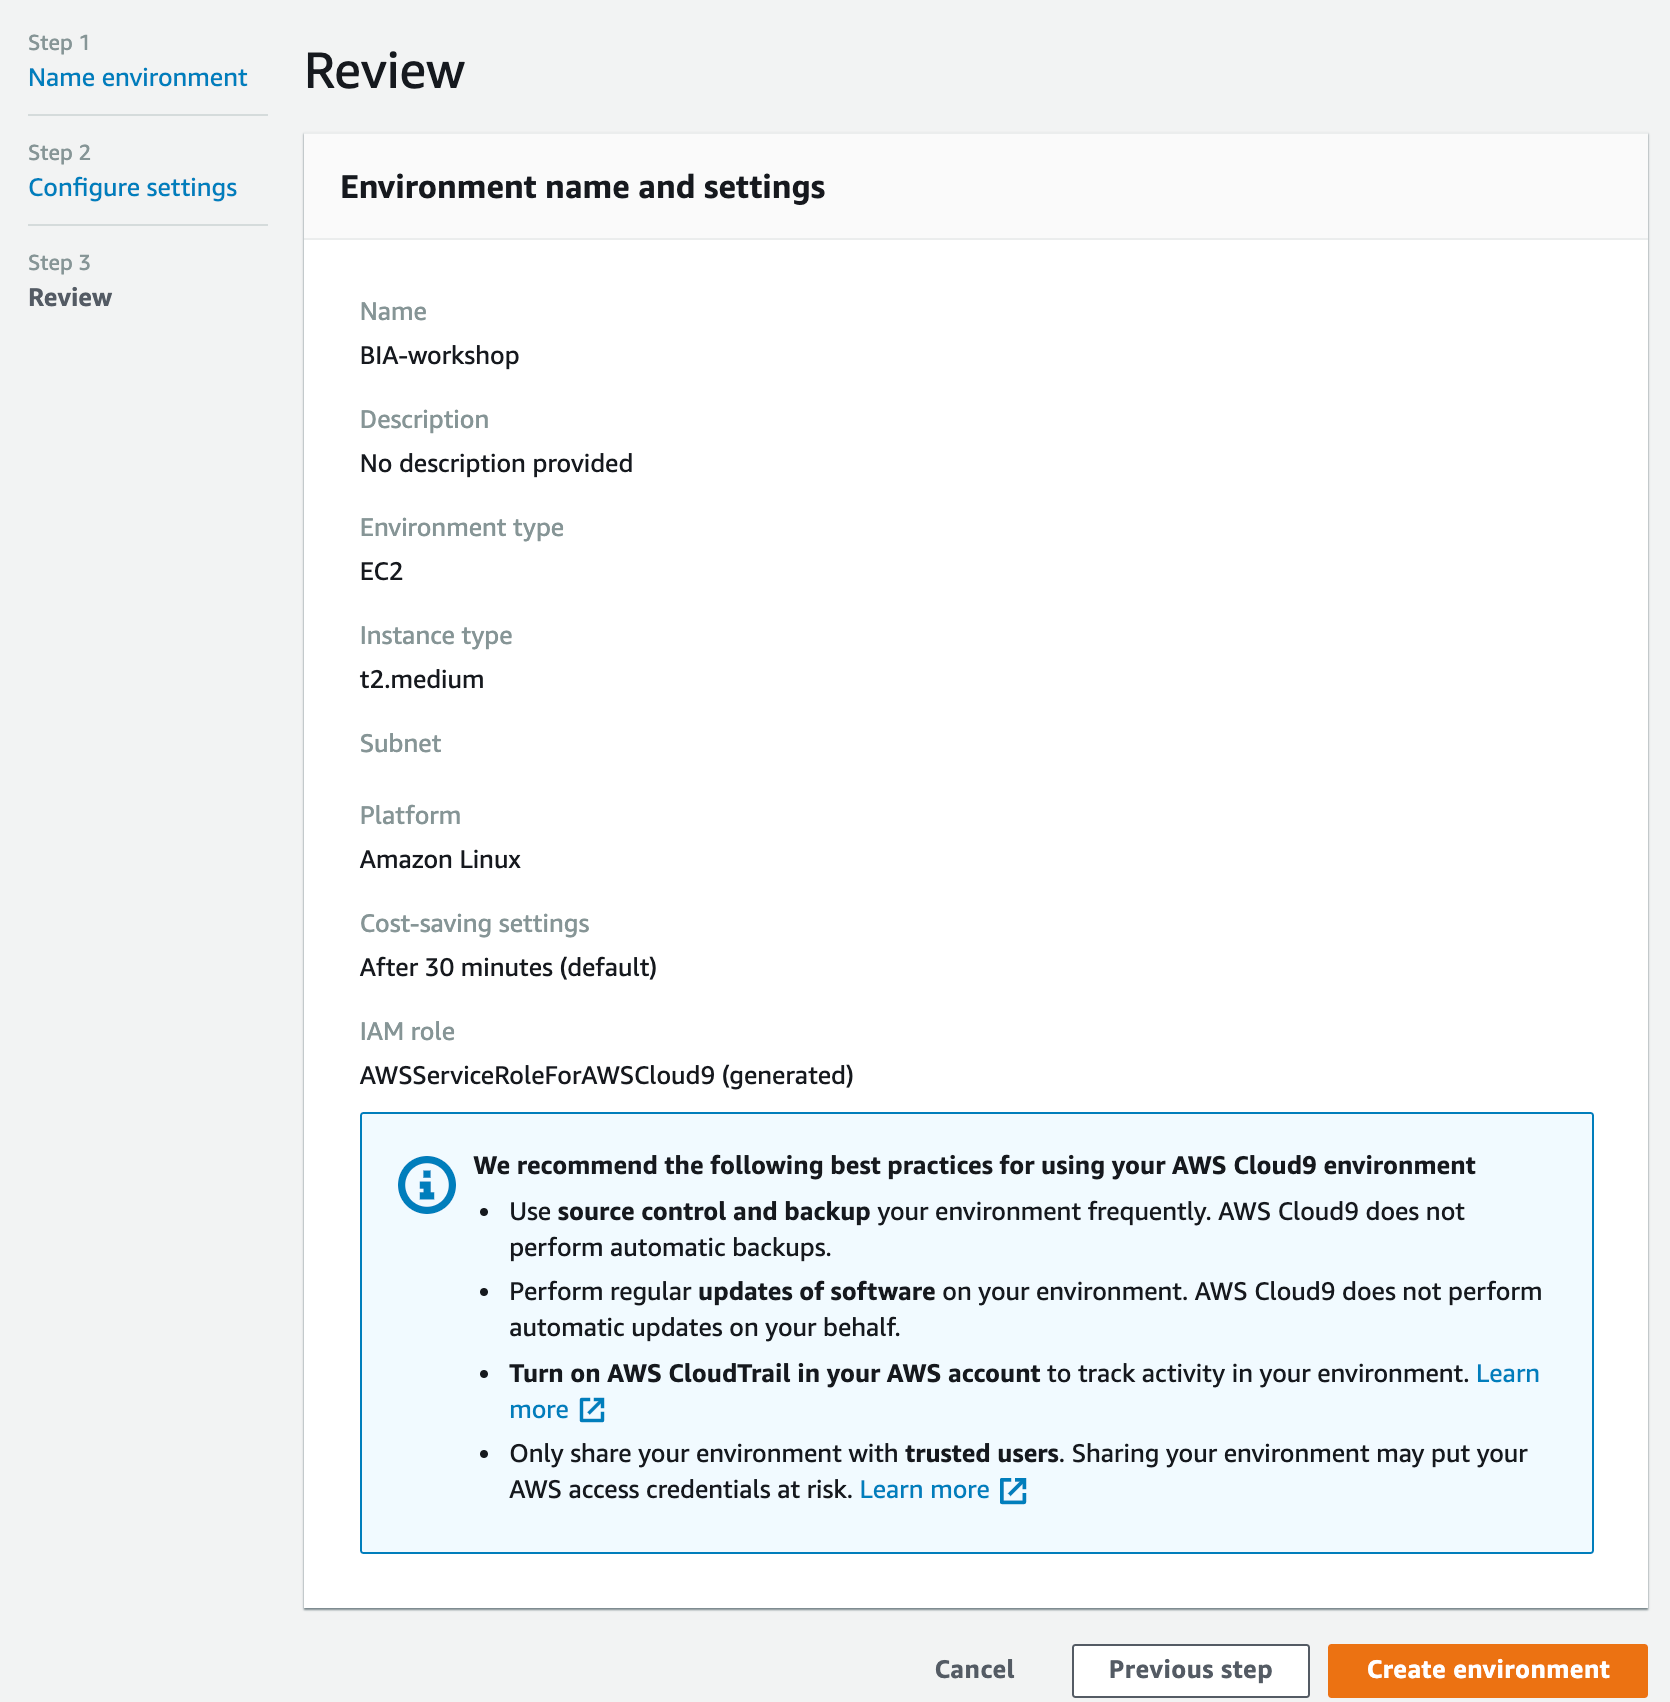 Step 1
Name environment
Step 2
Configure settings
Step 3
Review
Review
Environment name and settings
Name
BIA-workshop
Description
No description provided
Environment type
EC2
Instance type
t2.medium
Subnet
Platform
Amazon Linux
Cost-saving settings
After 30 minutes (default)
IAM role
AWSServiceRoleForAWSCloud9 (generated)
We recommend the following best practices for using your AWS Cloud9 environment
• Use source control and backup your environment frequently. AWS Cloud9 does not
perform automatic backups.
• Perform regular updates of software on your environment. AWS Cloud9 does not perform
automatic updates on your behalf.
• Turn on AWS CloudTrail in your AWS account to track activity in your environment. Learn
more
• Only share your environment with trusted users. Sharing your environment may put your
AWS access credentials at risk. Learn more
Cancel
Previous step
Create environment